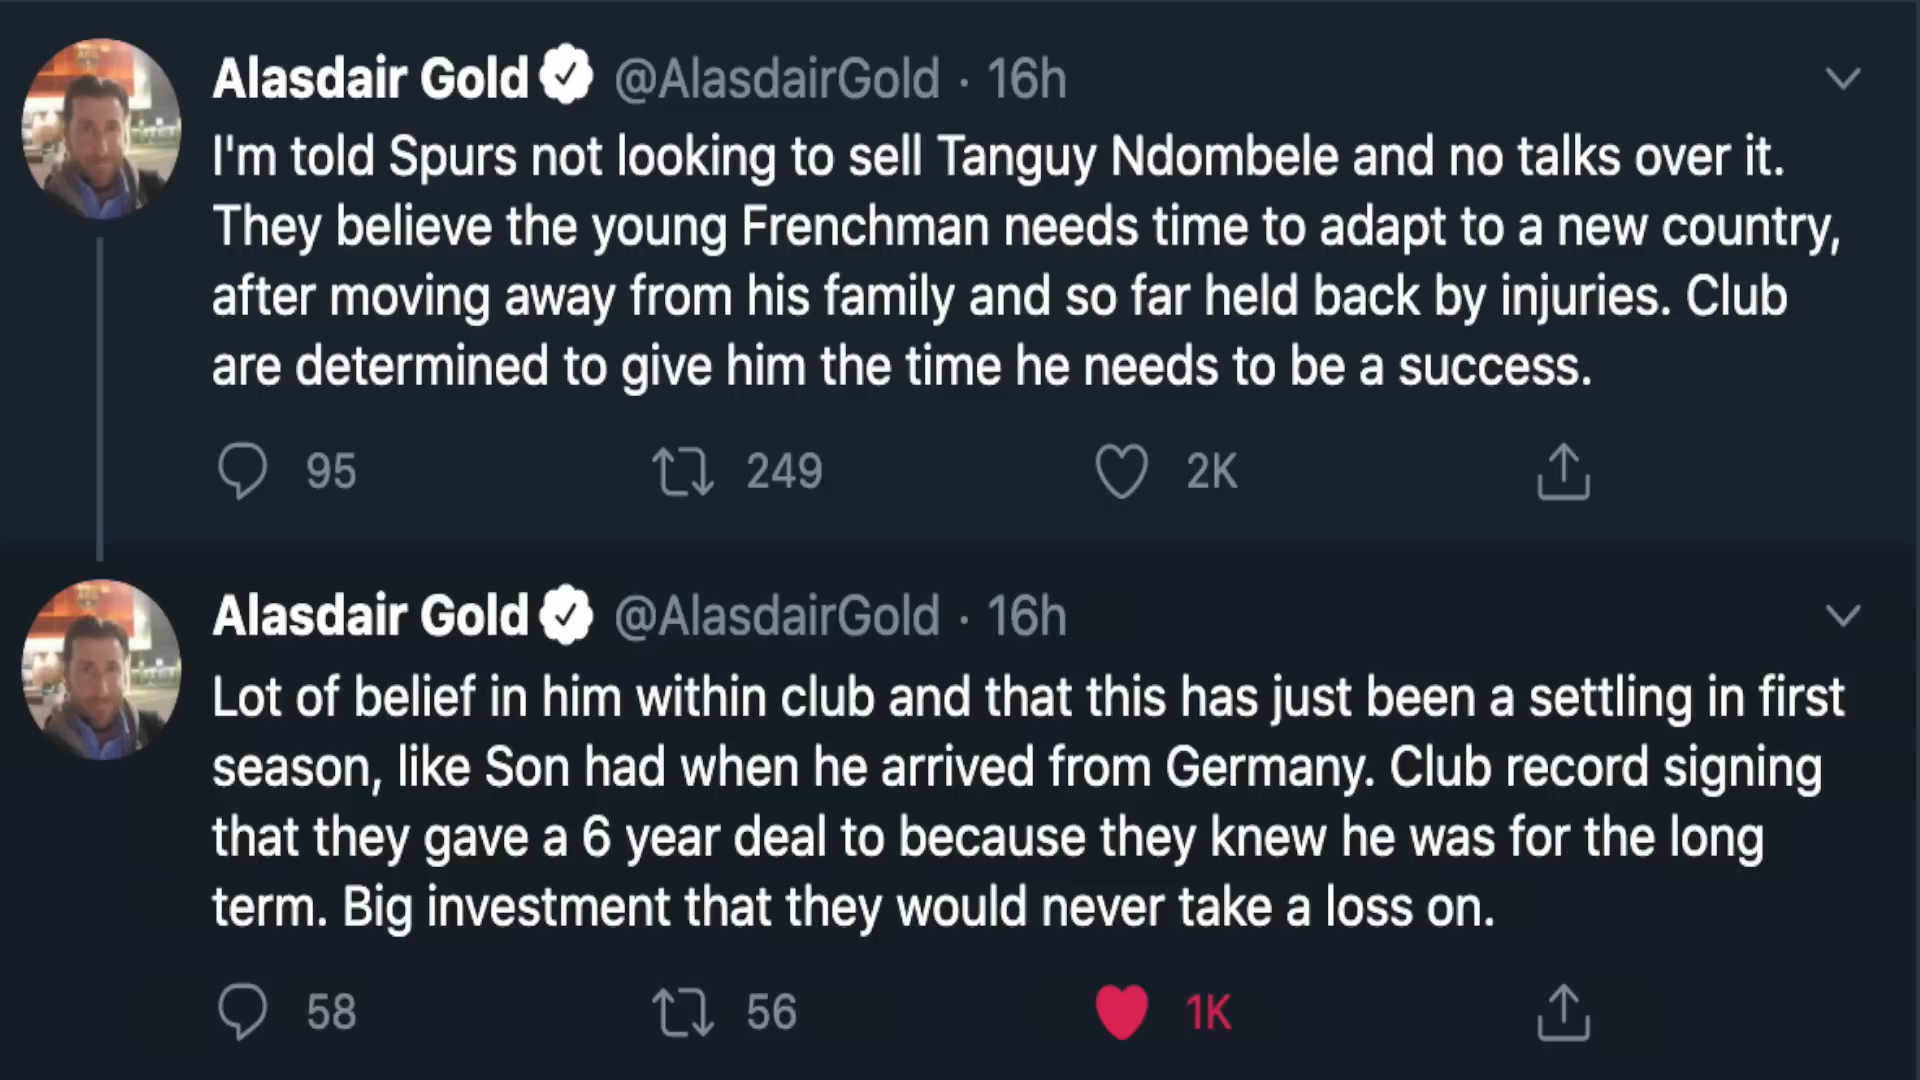 Alasdair Gold @AlasdairGold · 16h
I'm told Spurs not looking to sell Tanguy Ndombele and no talks over it.
They believe the young Frenchman needs time to adapt to a new country,
after moving away from his family and so far held back by injuries. Club
are determined to give him the time he needs to be a success.
95 249 2K
Alasdair Gold @AlasdairGold · 16h
Lot of belief in him within club and that this has just been a settling in first
season, like Son had when he arrived from Germany. Club record signing
that they gave a 6 year deal to because they knew he was for the long
term. Big investment that they would never take a loss on.
58 56 1K